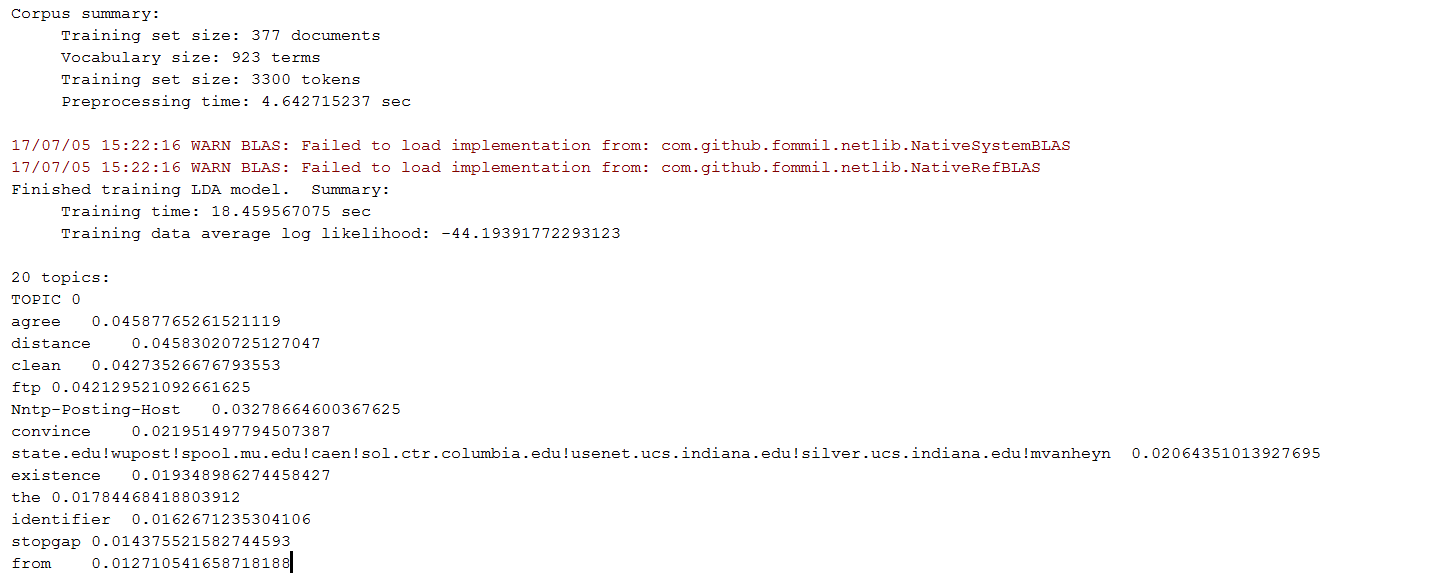 Corpus summary:
Training set size: 377 documents
Vocabulary size: 923 terms
Training set size: 3300 tokens
Preprocessing time: 4.642715237 sec
17/07/05 15:22:16 WARN BLAS: Failed to load implementation from: com.github.fommil.netlib.NativeSystemBLAS
17/07/05 15:22:16 WARN BLAS: Failed to load implementation from: com.github.fommil.netlib.NativeRefBLAS
Finished training LDA model.  Summary:
Training time: 18.459567075 sec
Training data average log likelihood: -44.19391772293123
20 topics:
TOPIC 0
agree 0.04587765261521119
distance 0.04583020725127047
clean 0.04273526676793553
ftp 0.042129521092661625
Nntp-Posting-Host 0.03278664600367625
convince 0.021951497794507387
state.edu!wupost!spool.mu.edu!caen!sol.ctr.columbia.edu!usenet.ucs.indiana.edu!silver.ucs.indiana.edu!mvanheyn 0.02064351013927695
existence 0.019348986274458427
the 0.01784468418803912
identifier 0.0162671235304106
stopgap 0.014375521582744593
from 0.012710541658718188